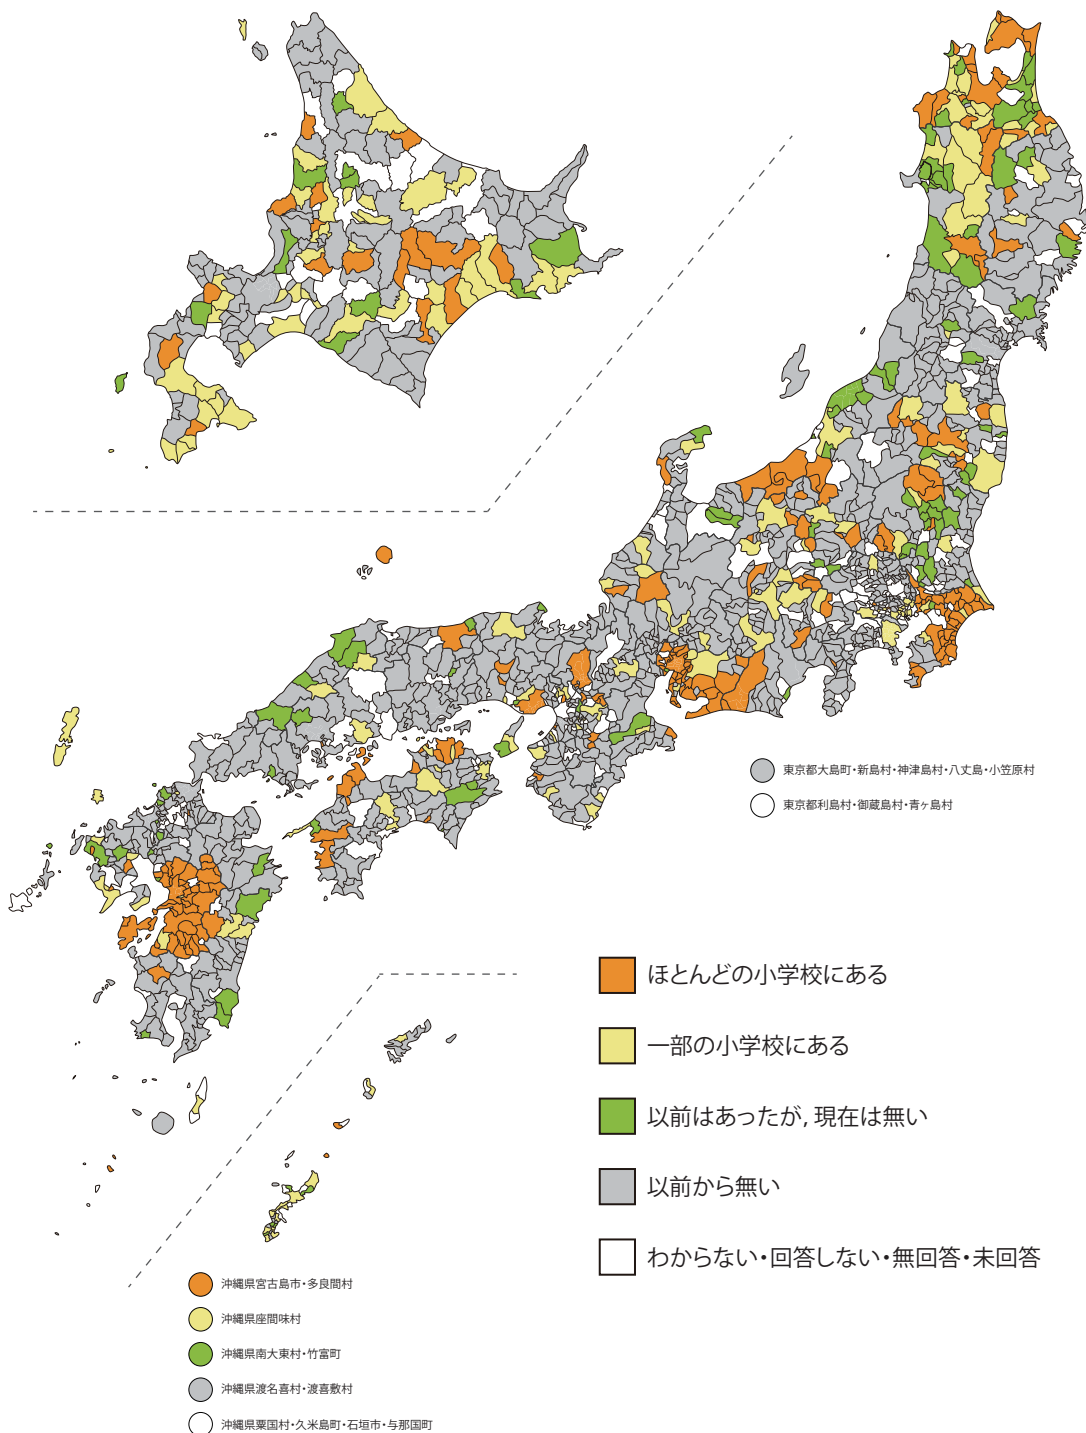 東京都大島町・新島村・神津島村・八丈島・小笠原村
東京都利島村・御蔵島村・青ヶ島村
ほとんどの小学校にある
一部の小学校にある
以前はあったが, 現在は無い
以前から無い
わからない・回答しない・無回答・未回答
沖縄県宮古島市・多良間村
沖縄県座間味村
沖縄県南大東村・竹富町
沖縄県渡名喜村・渡嘉敷村
沖縄県粟国村・久米島町・石垣市・与那国町